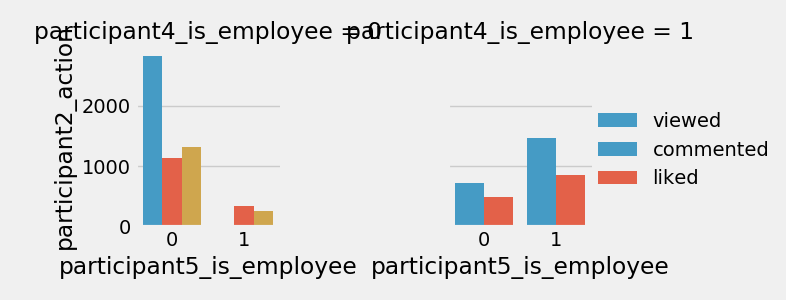 participant4_is_employee = 0
participant4_is_employee = 1
participant2_action
2000
1000
0
0
1
0
1
participant5_is_employee
participant5_is_employee
viewed
commented
liked